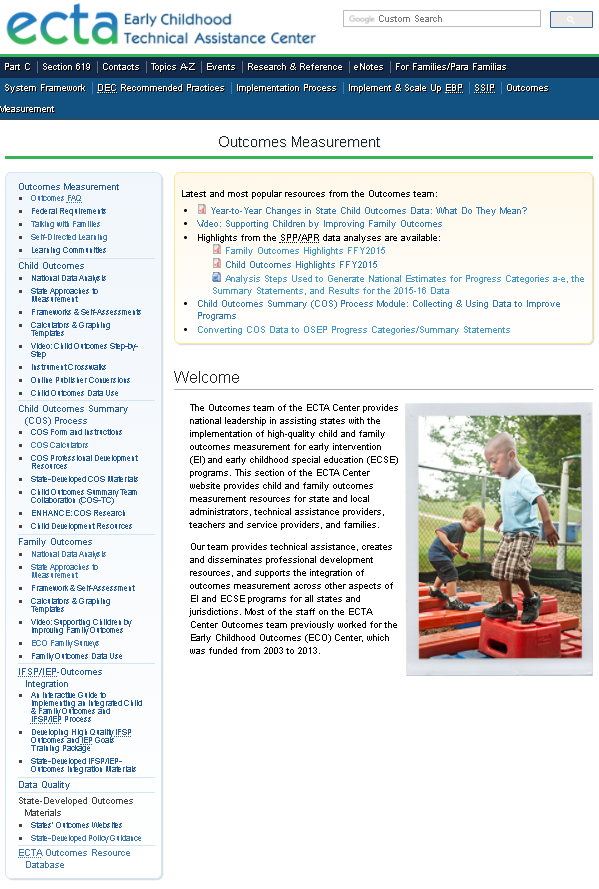 ecta Early Childhood
Technical Assistance Center
Google Custom Search
Part C Section 619 Contacts Topics A-Z Events Research & Reference eNotes For Families/Para Familias
System Framework DEC Recommended Practices Implementation Process Implement & Scale Up EBP SSIP Outcomes
Measurement
Outcomes Measurement
Outcomes Measurement
Outcomes FAQ
Federal Requirements
Talking with Families
Self-Directed Learning
Learning Communities
Child Outcomes
National Data Analysis
State Approaches to
Measurement
Frameworks & Self-Assessments
Calculators & Graphing
Templates
Video: Child Outcomes Step-by-
Step
Instrument Crosswalks
Online Publisher Conversions
Child Outcomes Data Use
Child Outcomes Summary
(COS) Process
COS Form and Instructions
COS Calculators
COS Professional Development
Resources
State-Developed COS Materials
Child Outcomes Summary Team
Collaboration (COS-TC)
ENHANCE: COS Research
Child Development Resources
Family Outcomes
National Data Analysis
State Approaches to
Measurement
Framework & Self-Assessment
Calculators & Graphing
Templates
Video: Supporting Children by
Improving Family Outcomes
ECO Family Surveys
Family Outcomes Data Use
IFSP/IEP-Outcomes
Integration
An Interactive Guide to
Implementing an Integrated Child
& Family Outcomes and
IFSP/IEP Process
Developing High Quality IFSP
Outcomes and IEP Goals
Training Package
State-Developed IFSP/IEP-
Outcomes Integration Materials
Data Quality
State-Developed Outcomes
Materials
States' Outcomes Websites
State-Developed Policy Guidance
ECTA Outcomes Resource
Database
Latest and most popular resources from the Outcomes team:
Year-to-Year Changes in State Child Outcomes Data: What Do They Mean?
Video: Supporting Children by Improving Family Outcomes
Highlights from the SPP/APR data analyses are available:
Family Outcomes Highlights FFY2015
Child Outcomes Highlights FFY2015
Analysis Steps Used to Generate National Estimates for Progress Categories a-e, the
Summary Statements, and Results for the 2015-16 Data
Child Outcomes Summary (COS) Process Module: Collecting & Using Data to Improve
Programs
Converting COS Data to OSEP Progress Categories/Summary Statements
Welcome
The Outcomes team of the ECTA Center provides
national leadership in assisting states with the
implementation of high-quality child and family
outcomes measurement for early intervention
(EI) and early childhood special education (ECSE)
programs. This section of the ECTA Center
website provides child and family outcomes
measurement resources for state and local
administrators, technical assistance providers,
teachers and service providers, and families.
Our team provides technical assistance, creates
and disseminates professional development
resources, and supports the integration of
outcomes measurement across other aspects of
EI and ECSE programs for all states and
jurisdictions. Most of the staff on the ECTA
Center Outcomes team previously worked for the
Early Childhood Outcomes (ECO) Center, which
was funded from 2003 to 2013.